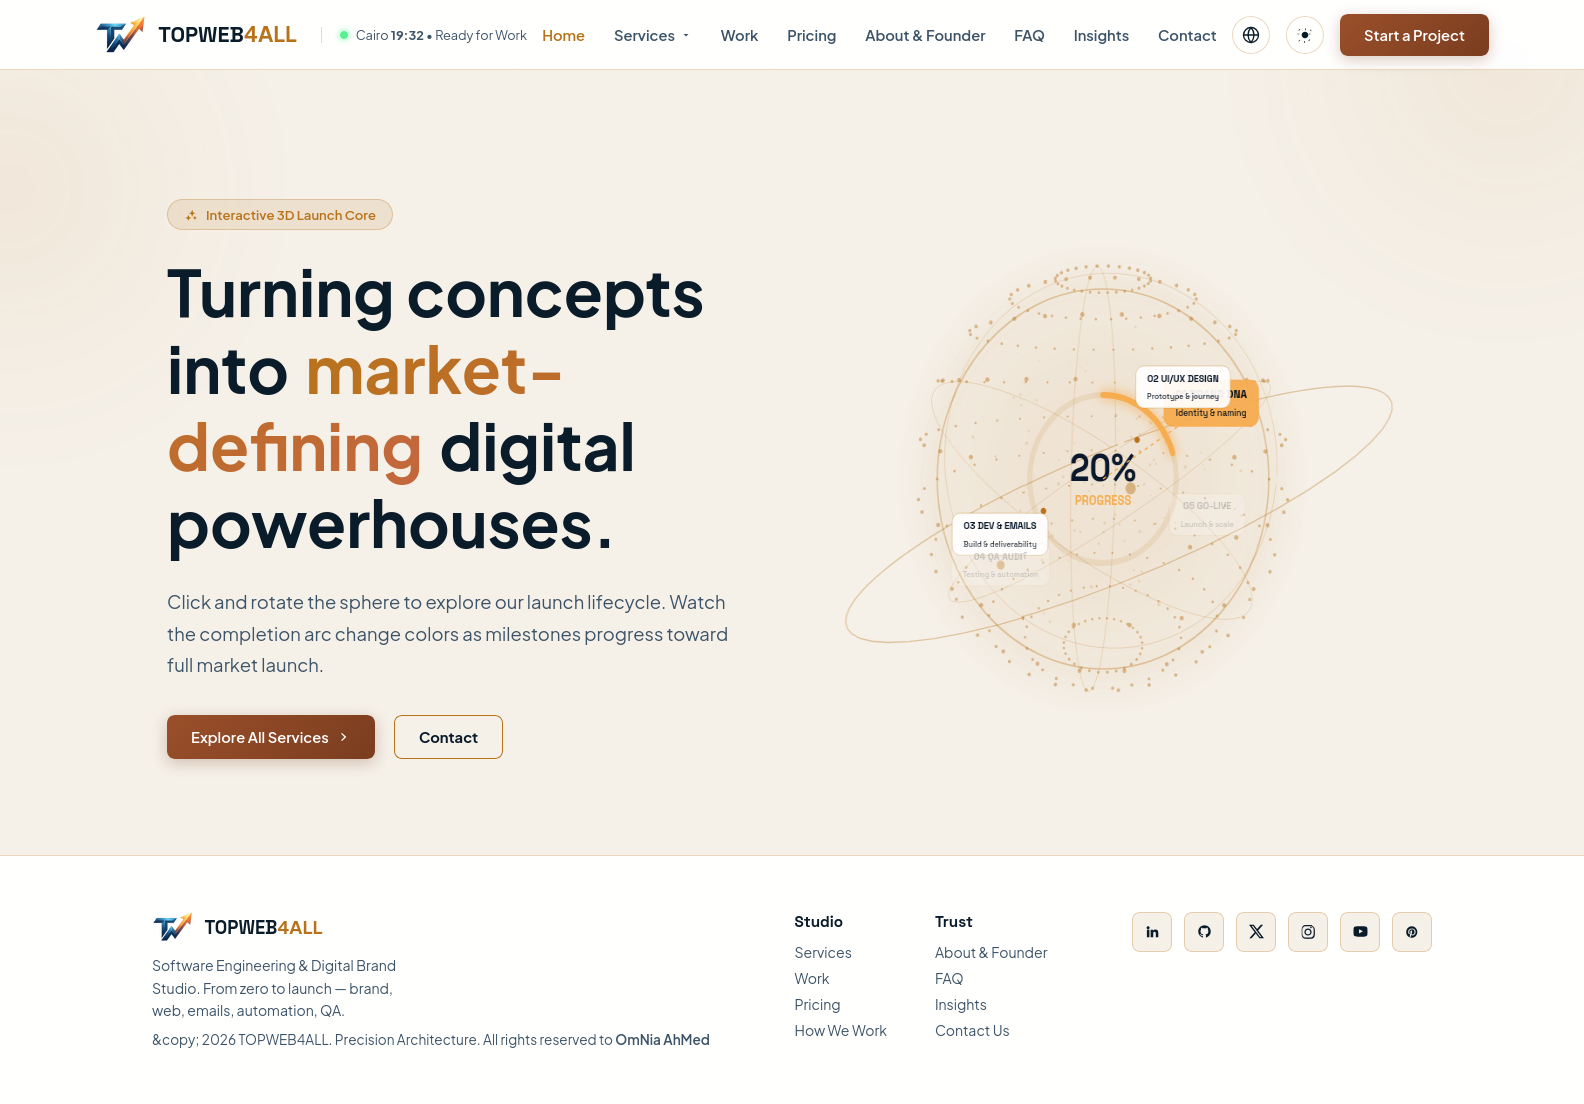 TOPWEB4ALL
Cairo 19:32 • Ready for Work
Home
Services
Work
Pricing
About & Founder
FAQ
Insights
Contact
Start a Project
Interactive 3D Launch Core
Turning concepts
into market-
defining digital
powerhouses.
Click and rotate the sphere to explore our launch lifecycle. Watch
the completion arc change colors as milestones progress toward
full market launch.
Explore All Services
Contact
02 UI/UX DESIGN
Prototype & journey
DNA
Identity & naming
20%
PROGRESS
05 GO-LIVE
Launch & scale
03 DEV & EMAILS
Build & deliverability
04 QA AUDIT
Testing & automation
TOPWEB4ALL
Software Engineering & Digital Brand
Studio. From zero to launch — brand,
web, emails, automation, QA.
&copy; 2026 TOPWEB4ALL. Precision Architecture. All rights reserved to OmNia AhMed
Studio
Services
Work
Pricing
How We Work
Trust
About & Founder
FAQ
Insights
Contact Us